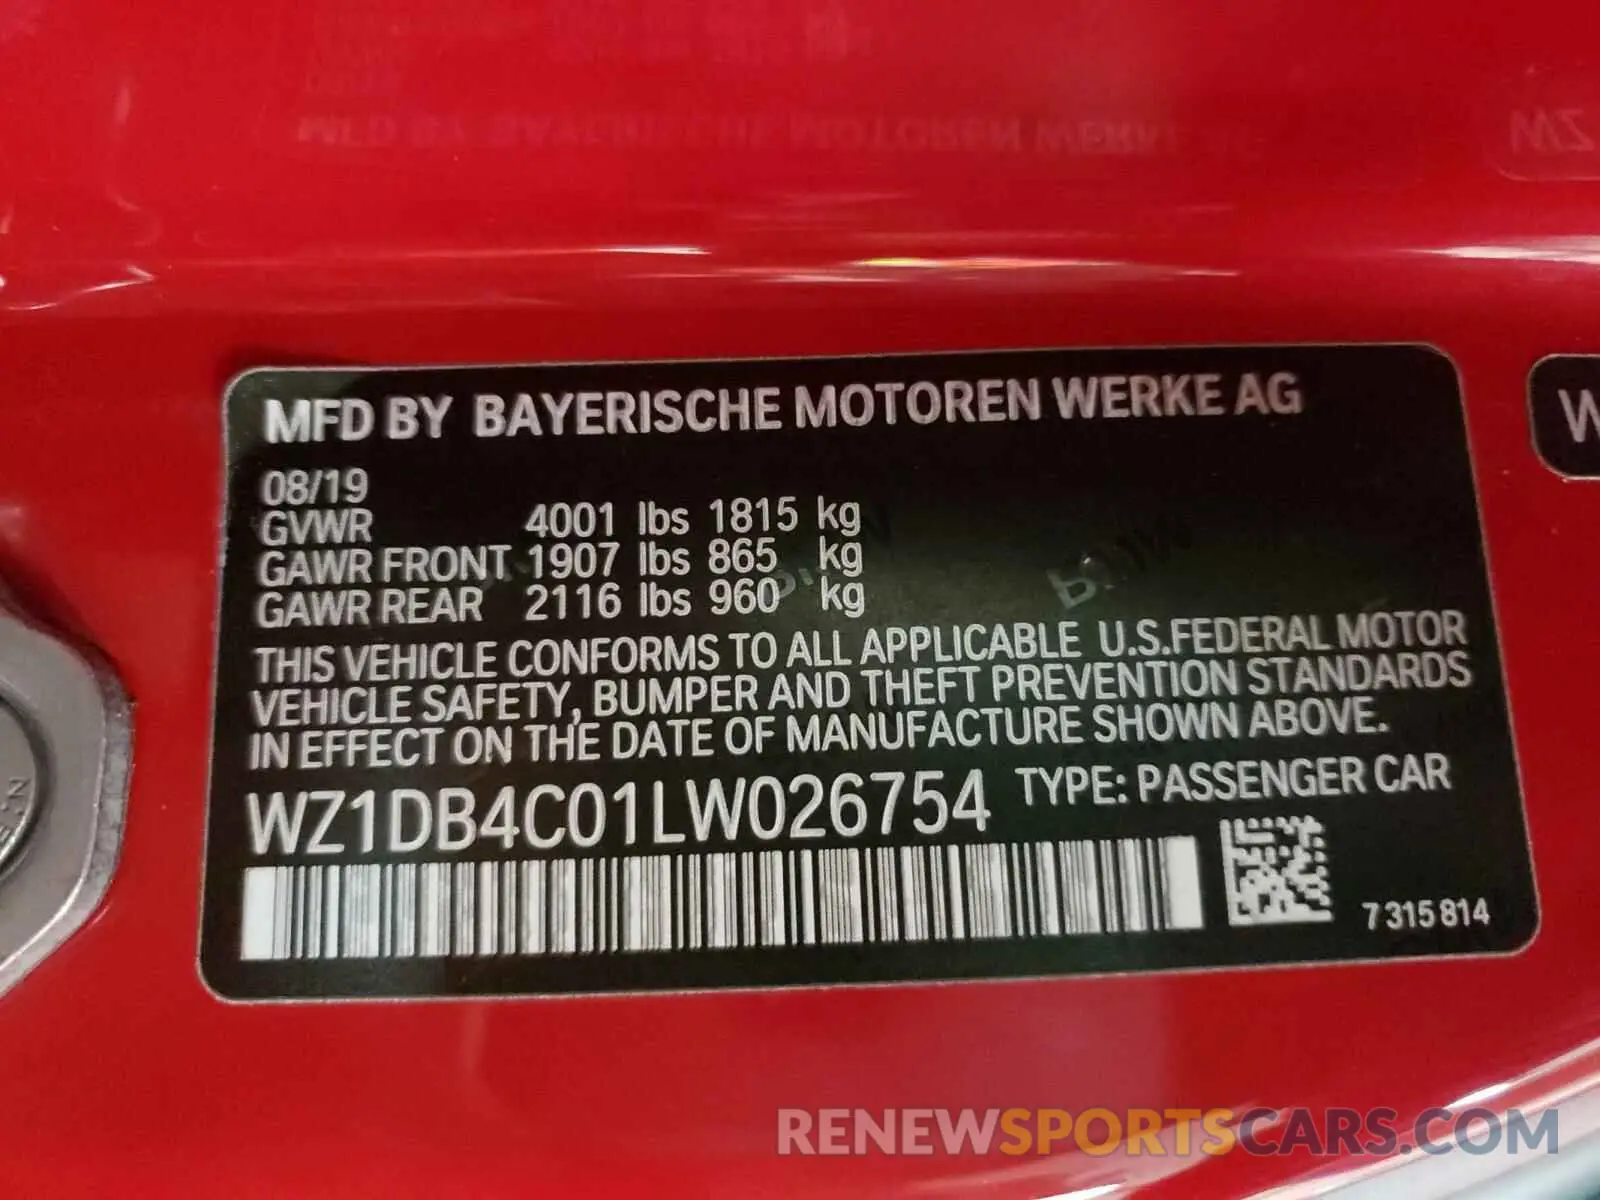 MFD BY BAYERISCHE MOTOREN WERKE AG
08/19
GVWR 4001 lbs 1815 kg
GAWR FRONT 1907 lbs 865 kg
GAWR REAR 2116 lbs 960 kg
THIS VEHICLE CONFORMS TO ALL APPLICABLE U.S.FEDERAL MOTOR
VEHICLE SAFETY, BUMPER AND THEFT PREVENTION STANDARDS
IN EFFECT ON THE DATE OF MANUFACTURE SHOWN ABOVE.
WZ1DB4C01LW026754 TYPE: PASSENGER CAR
7 315 814
RENEWSPORTSCARS.COM